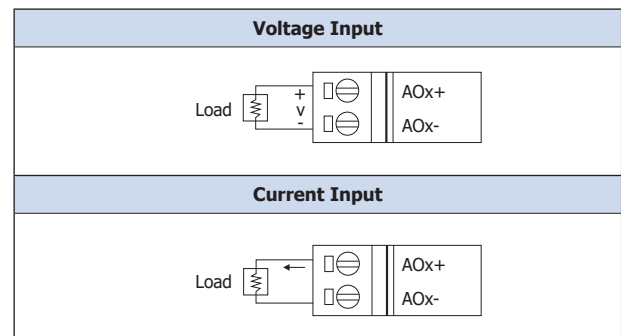 Voltage Input
+
Load
v
-
AOx+
AOx-
Current Input
Load
AOx+
AOx-